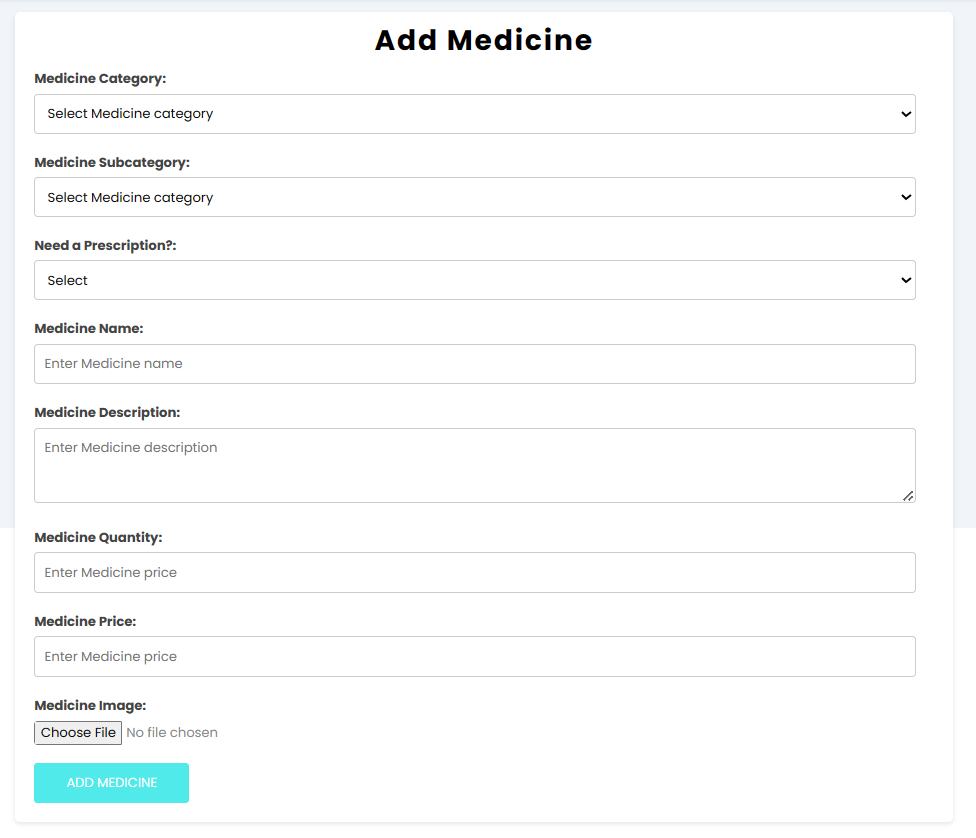 Add Medicine
Medicine Category:
Select Medicine category
Medicine Subcategory:
Select Medicine category
Need a Prescription?:
Select
Medicine Name:
Enter Medicine name
Medicine Description:
Enter Medicine description
Medicine Quantity:
Enter Medicine price
Medicine Price:
Enter Medicine price
Medicine Image:
Choose File No file chosen
ADD MEDICINE